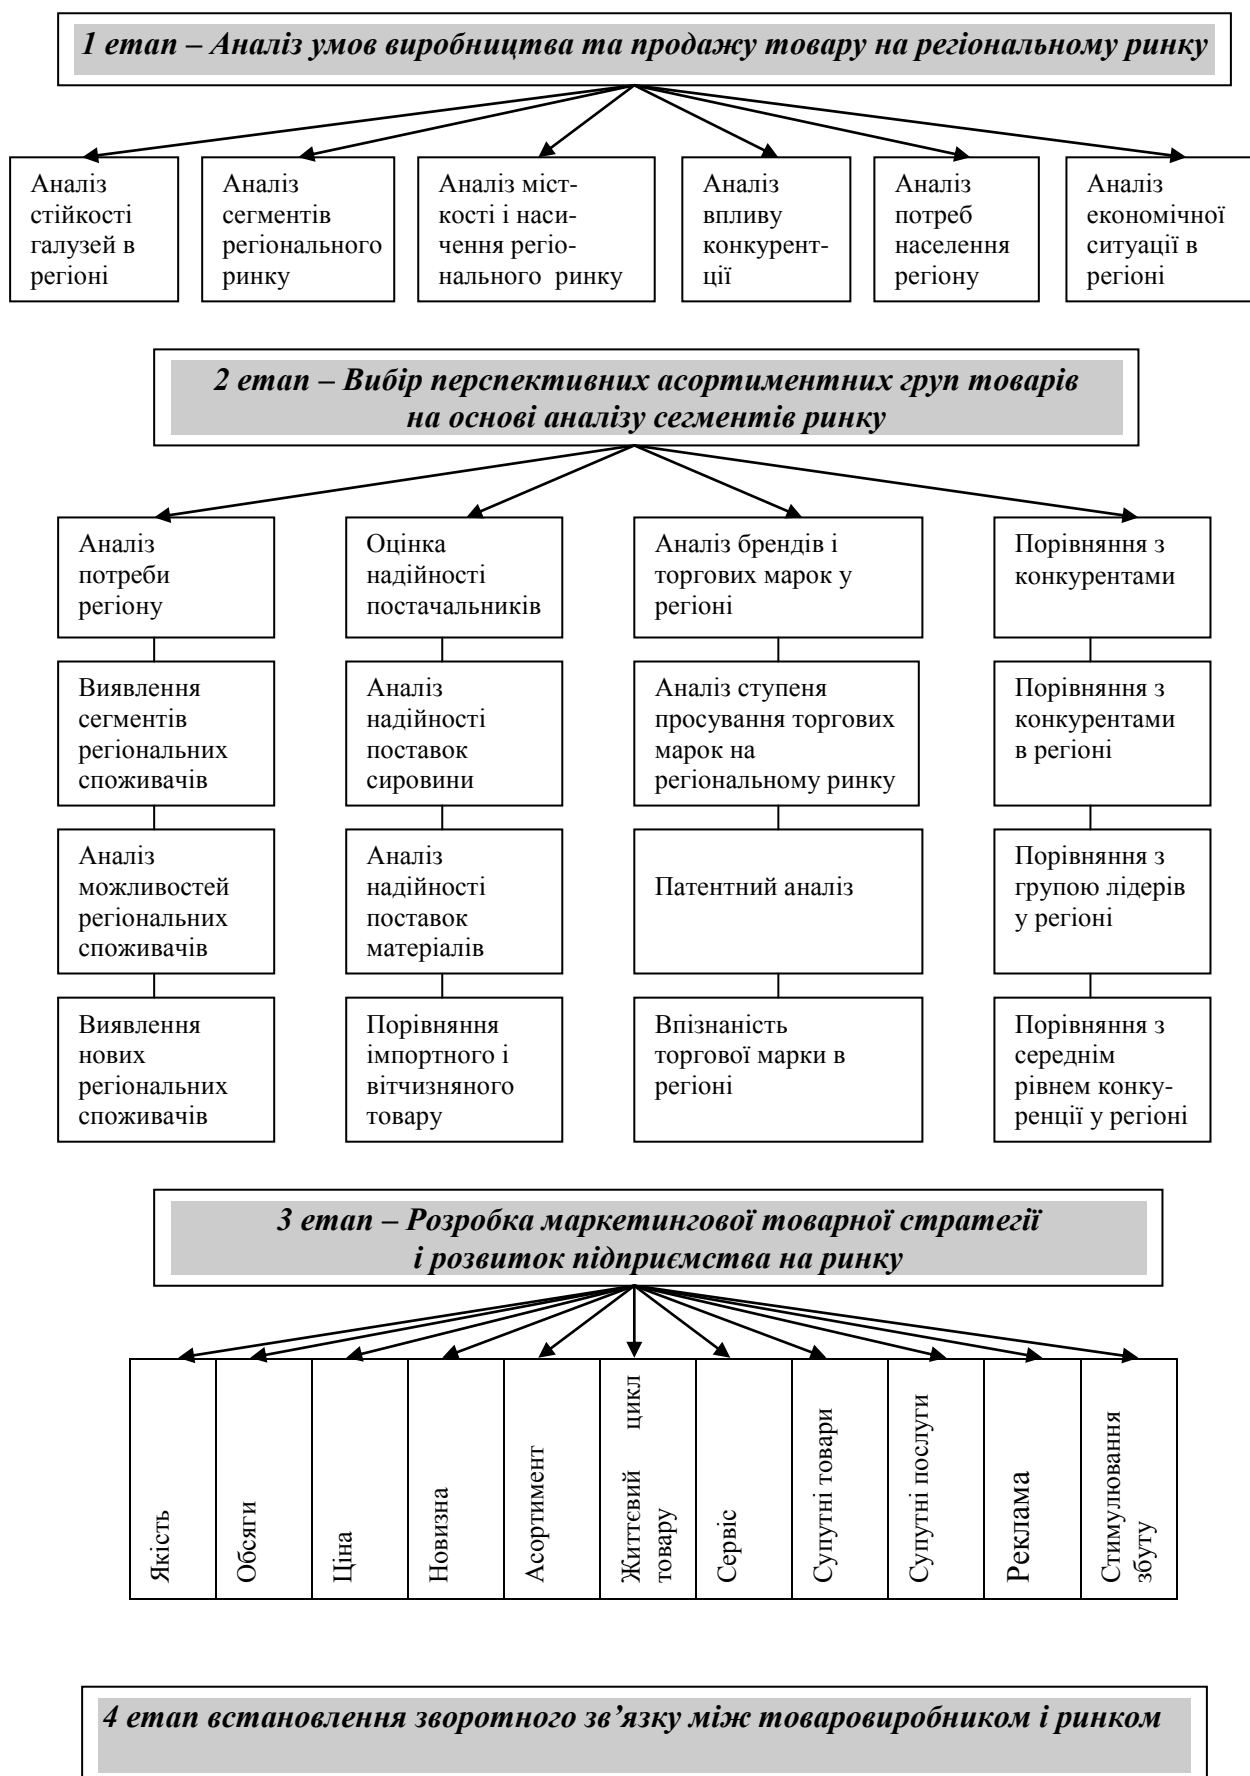 1 етап – Аналіз умов виробництва та продажу товару на регіональному ринку
Аналіз
стійкості
галузей в
регіоні
Аналіз
сегментів
регіонального
ринку
Аналіз міст-
кості і наси-
чення регіо-
нального ринку
Аналіз
впливу
конкурент-
ції
Аналіз
потреб
населення
регіону
Аналіз
економічної
ситуації в
регіоні
2 етап – Вибір перспективних асортиментних груп товарів
на основі аналізу сегментів ринку
Аналіз
потреби
регіону
Оцінка
надійності
постачальників
Аналіз брендів і
торгових марок у
регіоні
Порівняння з
конкурентами
Виявлення
сегментів
регіональних
споживачів
Аналіз
надійності
поставок
сировини
Аналіз ступеня
просування торгових
марок на
регіональному ринку
Порівняння з
конкурентами
в регіоні
Аналіз
можливостей
регіональних
споживачів
Аналіз
надійності
поставок
матеріалів
Патентний аналіз
Порівняння з
групою лідерів
у регіоні
Виявлення
нових
регіональних
споживачів
Порівняння
імпортного і
вітчизняного
товару
Впізнаність
торгової марки в
регіоні
Порівняння з
середнім
рівнем конку-
ренції у регіоні
3 етап – Розробка маркетингової товарної стратегії
і розвиток підприємства на ринку
Якість
Обсяги
Ціна
Новизна
Асортимент
Життєвий цикл
товару
Сервіс
Супутні товари
Супутні послуги
Реклама
Стимулювання
збуту
4 етап встановлення зворотного зв’язку між товаровиробником і ринком